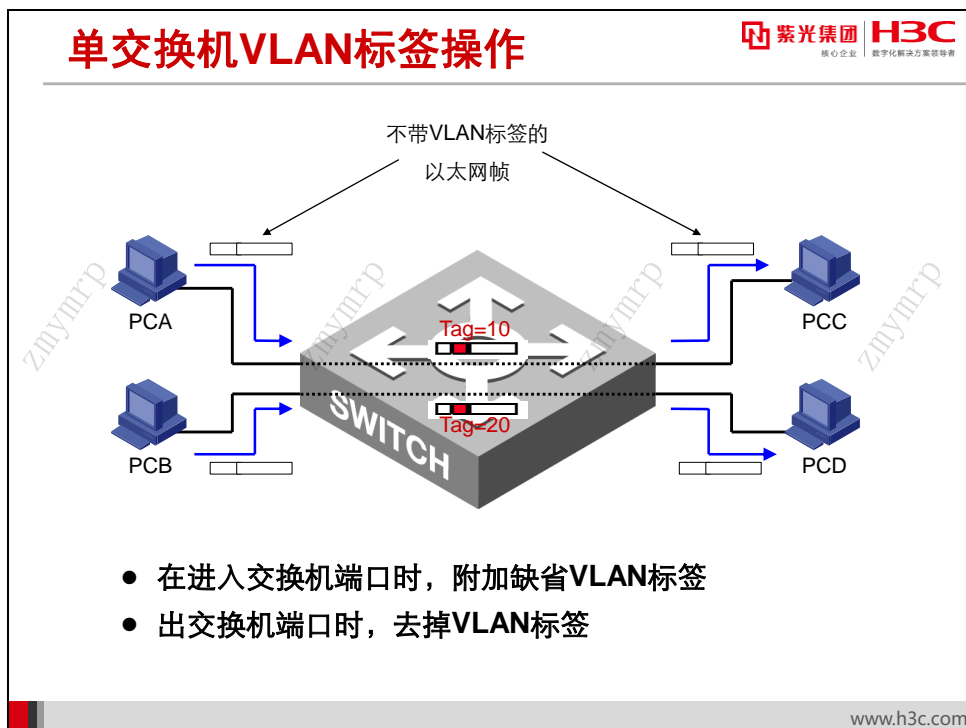 单交换机VLAN标签操作
紫光集团
核心企业
H3C
数字化解决方案领导者
不带VLAN标签的
以太网帧
PCA
PCC
Tag=10
SWITCH
Tag=20
PCB
PCD
zmymrp
zmymrp
zmymrp
zmymrp
● 在进入交换机端口时，附加缺省VLAN标签
● 出交换机端口时，去掉VLAN标签
www.h3c.com